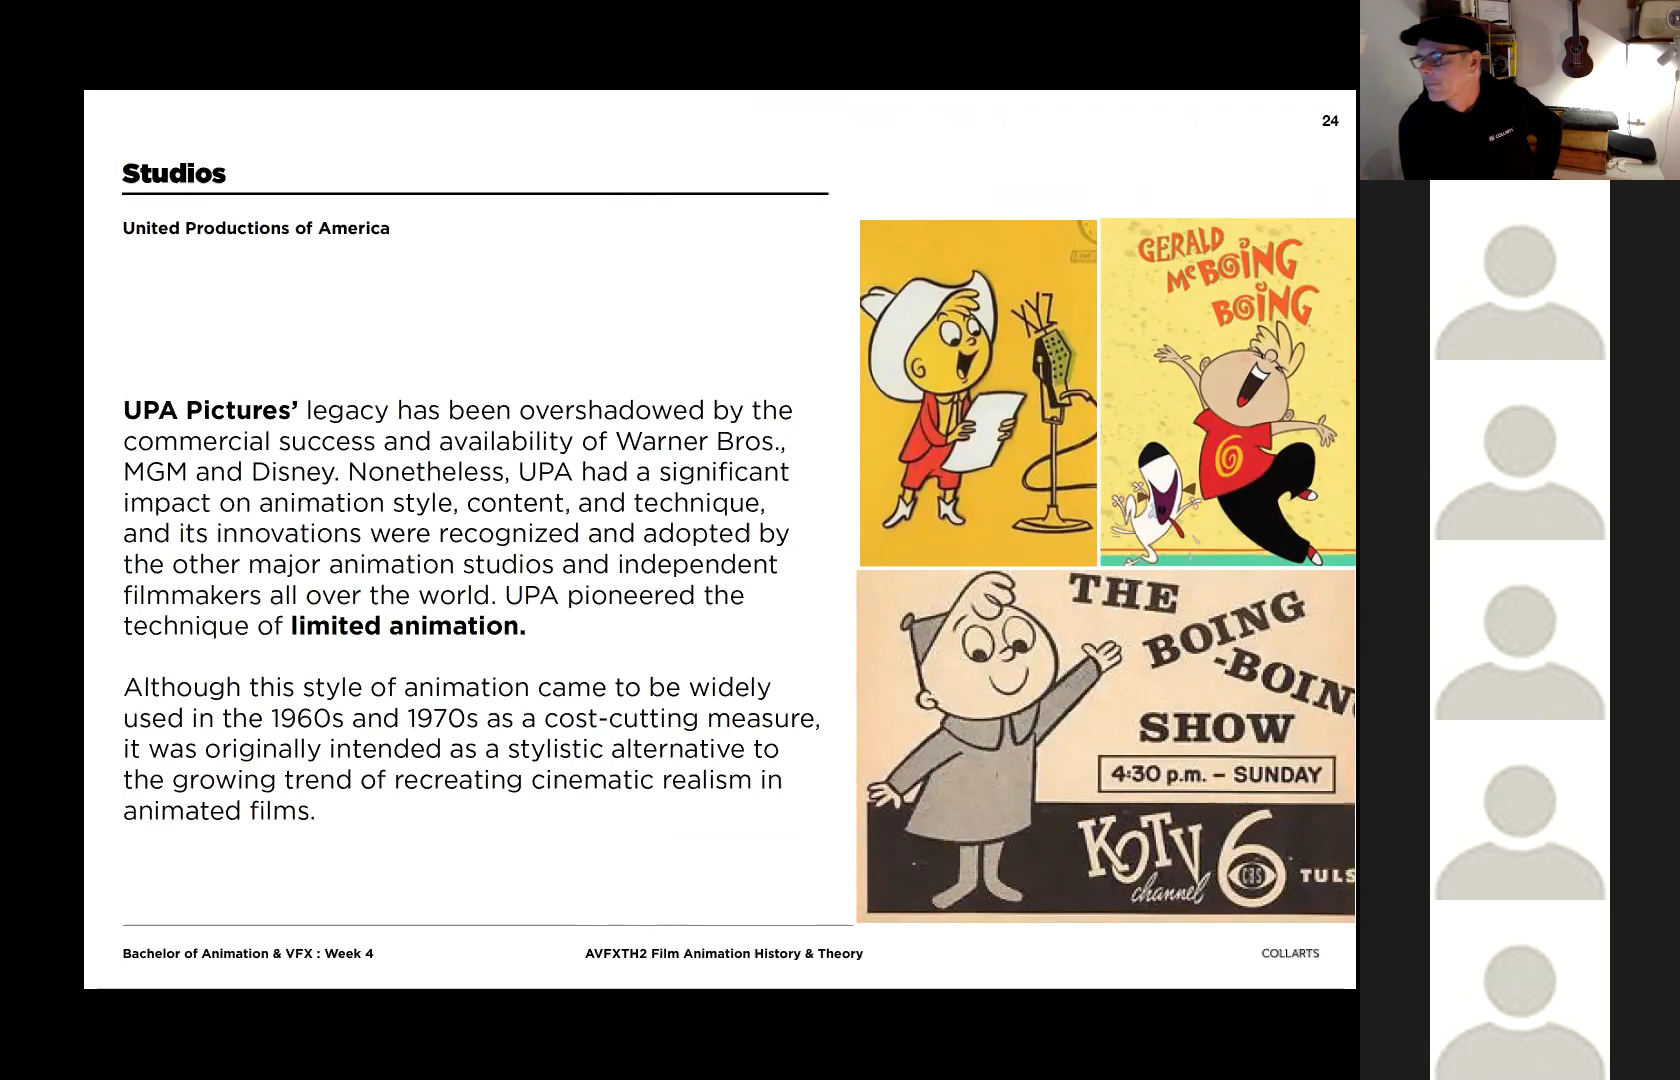 24
Studios
United Productions of America
UPA Pictures’ legacy has been overshadowed by the
commercial success and availability of Warner Bros.,
MGM and Disney. Nonetheless, UPA had a significant
impact on animation style, content, and technique,
and its innovations were recognized and adopted by
the other major animation studios and independent
filmmakers all over the world. UPA pioneered the
technique of limited animation.
Although this style of animation came to be widely
used in the 1960s and 1970s as a cost-cutting measure,
it was originally intended as a stylistic alternative to
the growing trend of recreating cinematic realism in
animated films.
XYZ
GERALD
McBOING
BOING
THE
BOING
-BOIN
SHOW
4:30 p.m. – SUNDAY
KOTV
channel 6
CBS
TULS
Bachelor of Animation & VFX : Week 4
AVFXTH2 Film Animation History & Theory
COLLARTS
COLLARTS